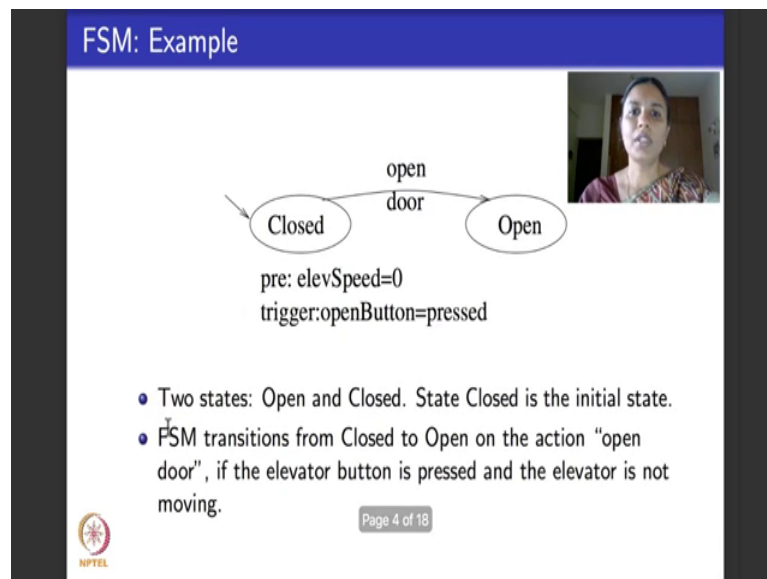 FSM: Example
open
door
Closed
Open
pre: elevSpeed=0
trigger:openButton=pressed
Two states: Open and Closed. State Closed is the initial state.
FSM transitions from Closed to Open on the action “open
door”, if the elevator button is pressed and the elevator is not
moving.
Page 4 of 18
NPTEL